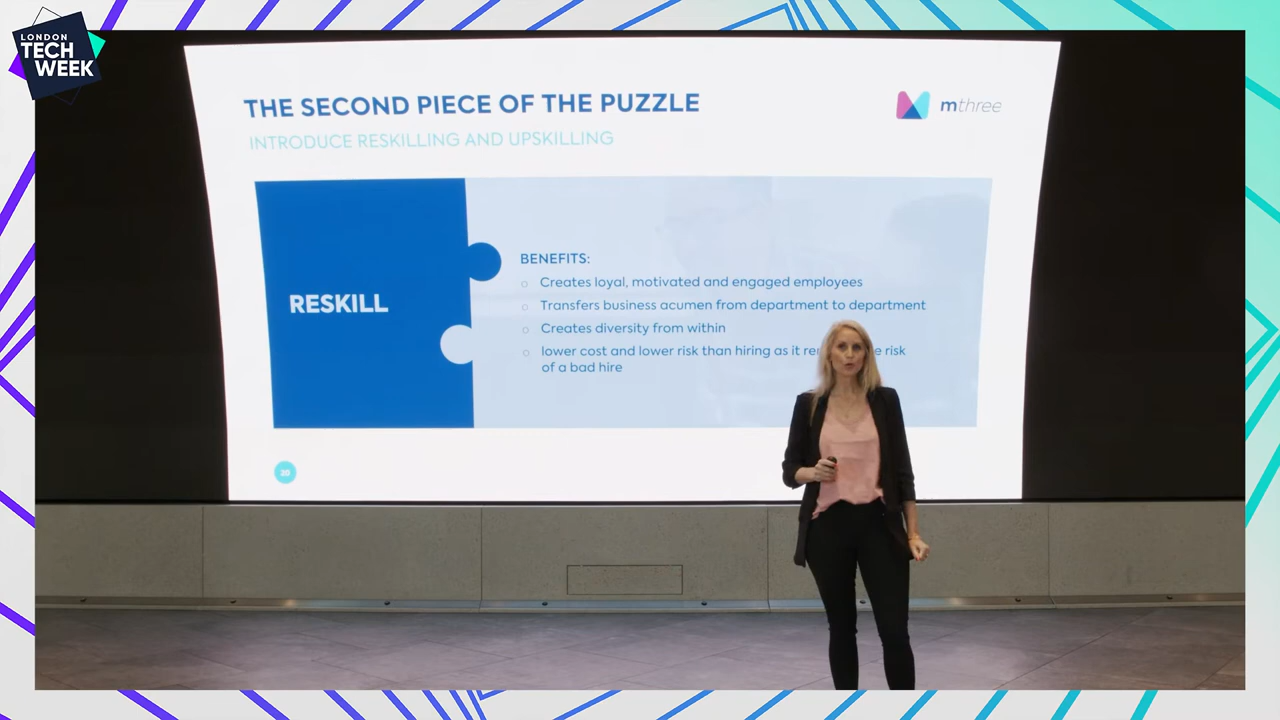 LONDON
TECH
WEEK
THE SECOND PIECE OF THE PUZZLE
mthree
INTRODUCE RESKILLING AND UPSKILLING
RESKILL
BENEFITS:
Creates loyal, motivated and engaged employees
Transfers business acumen from department to department
Creates diversity from within
lower cost and lower risk than hiring as it risk
of a bad hire
20